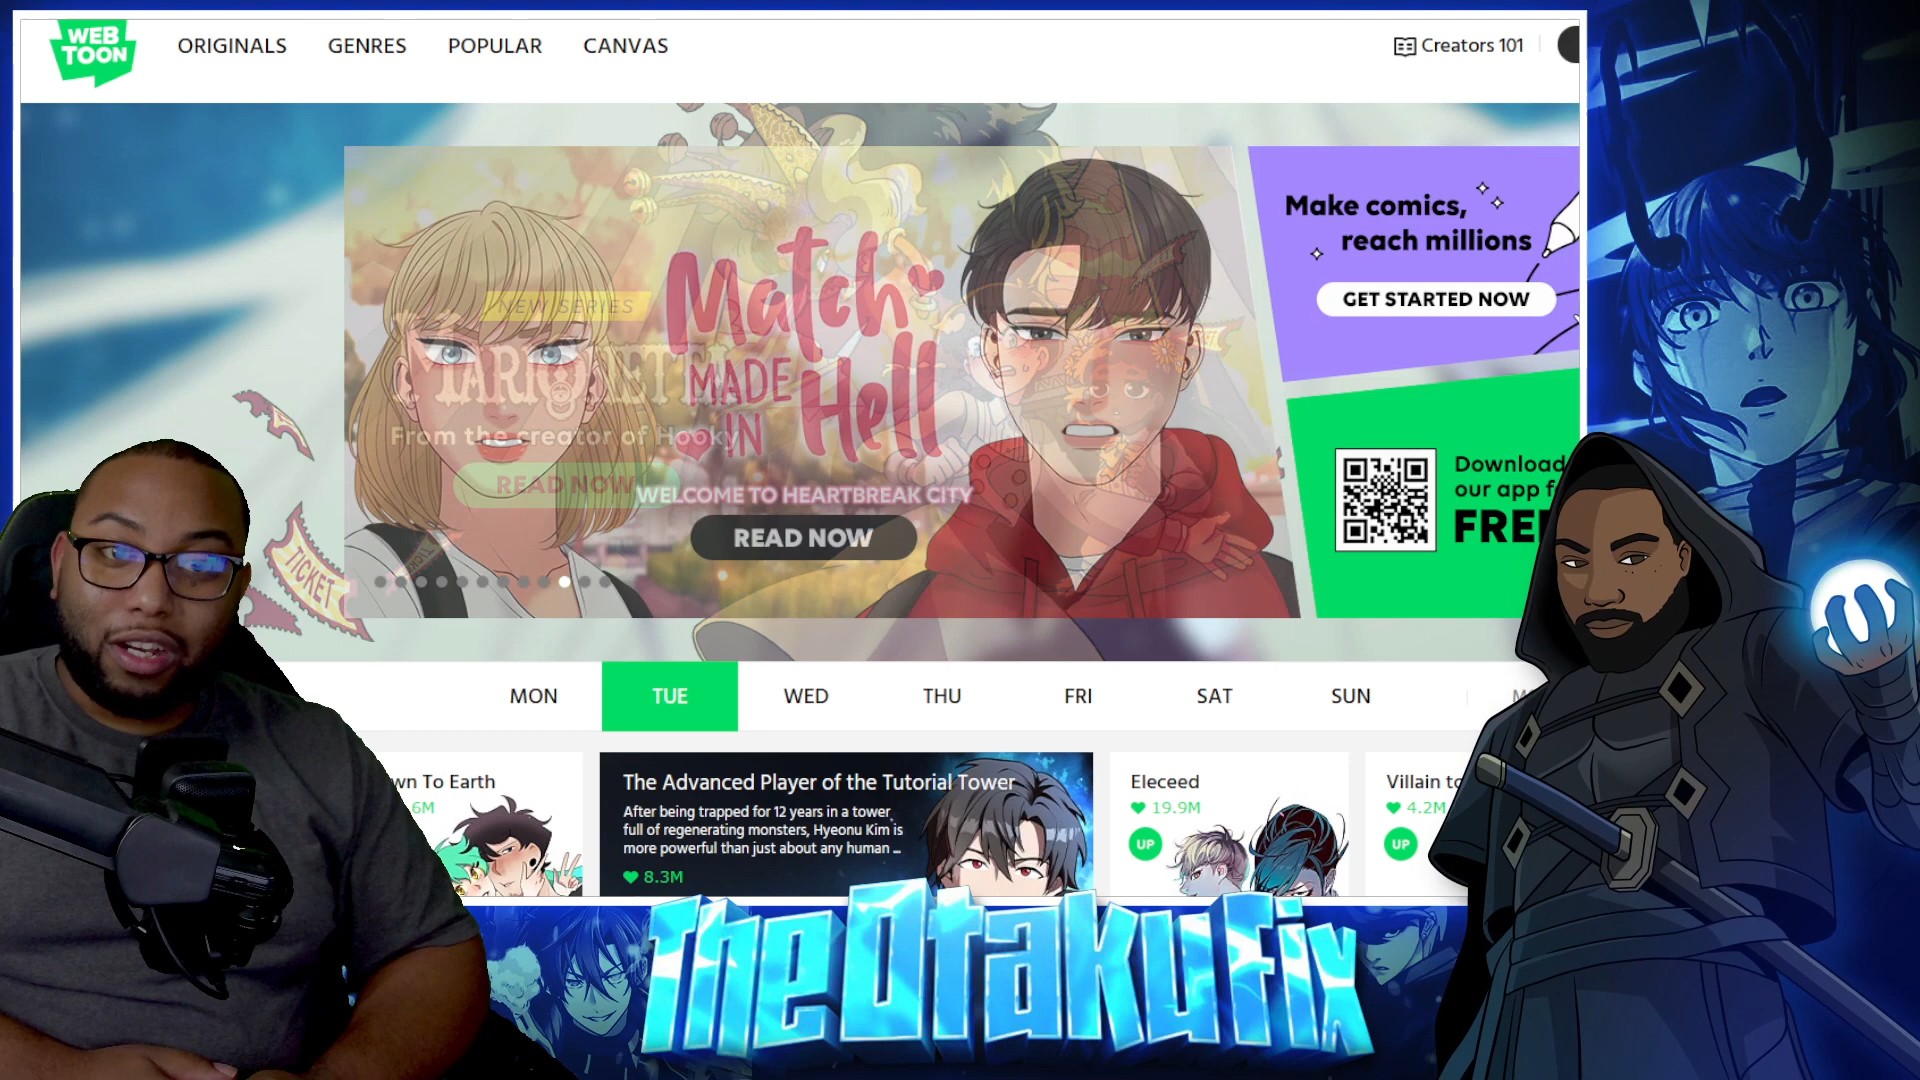 WEB
TOON
ORIGINALS
GENRES
POPULAR
CANVAS
Creators 101
NEW SERIES
From the creator of Hooky
READ NOW
Match
MADE
IN
Hell
WELCOME TO HEARTBREAK CITY
READ NOW
TICKET
Make comics,
reach millions
GET STARTED NOW
Download
our app
FREE
MON
TUE
WED
THU
FRI
SAT
SUN
wn To Earth
6M
The Advanced Player of the Tutorial Tower
After being trapped for 12 years in a tower
full of regenerating monsters, Hyeonu Kim is
more powerful than just about any human ...
8.3M
Eleceed
19.9M
UP
Villain to
4.2M
UP
TheOtakuFix